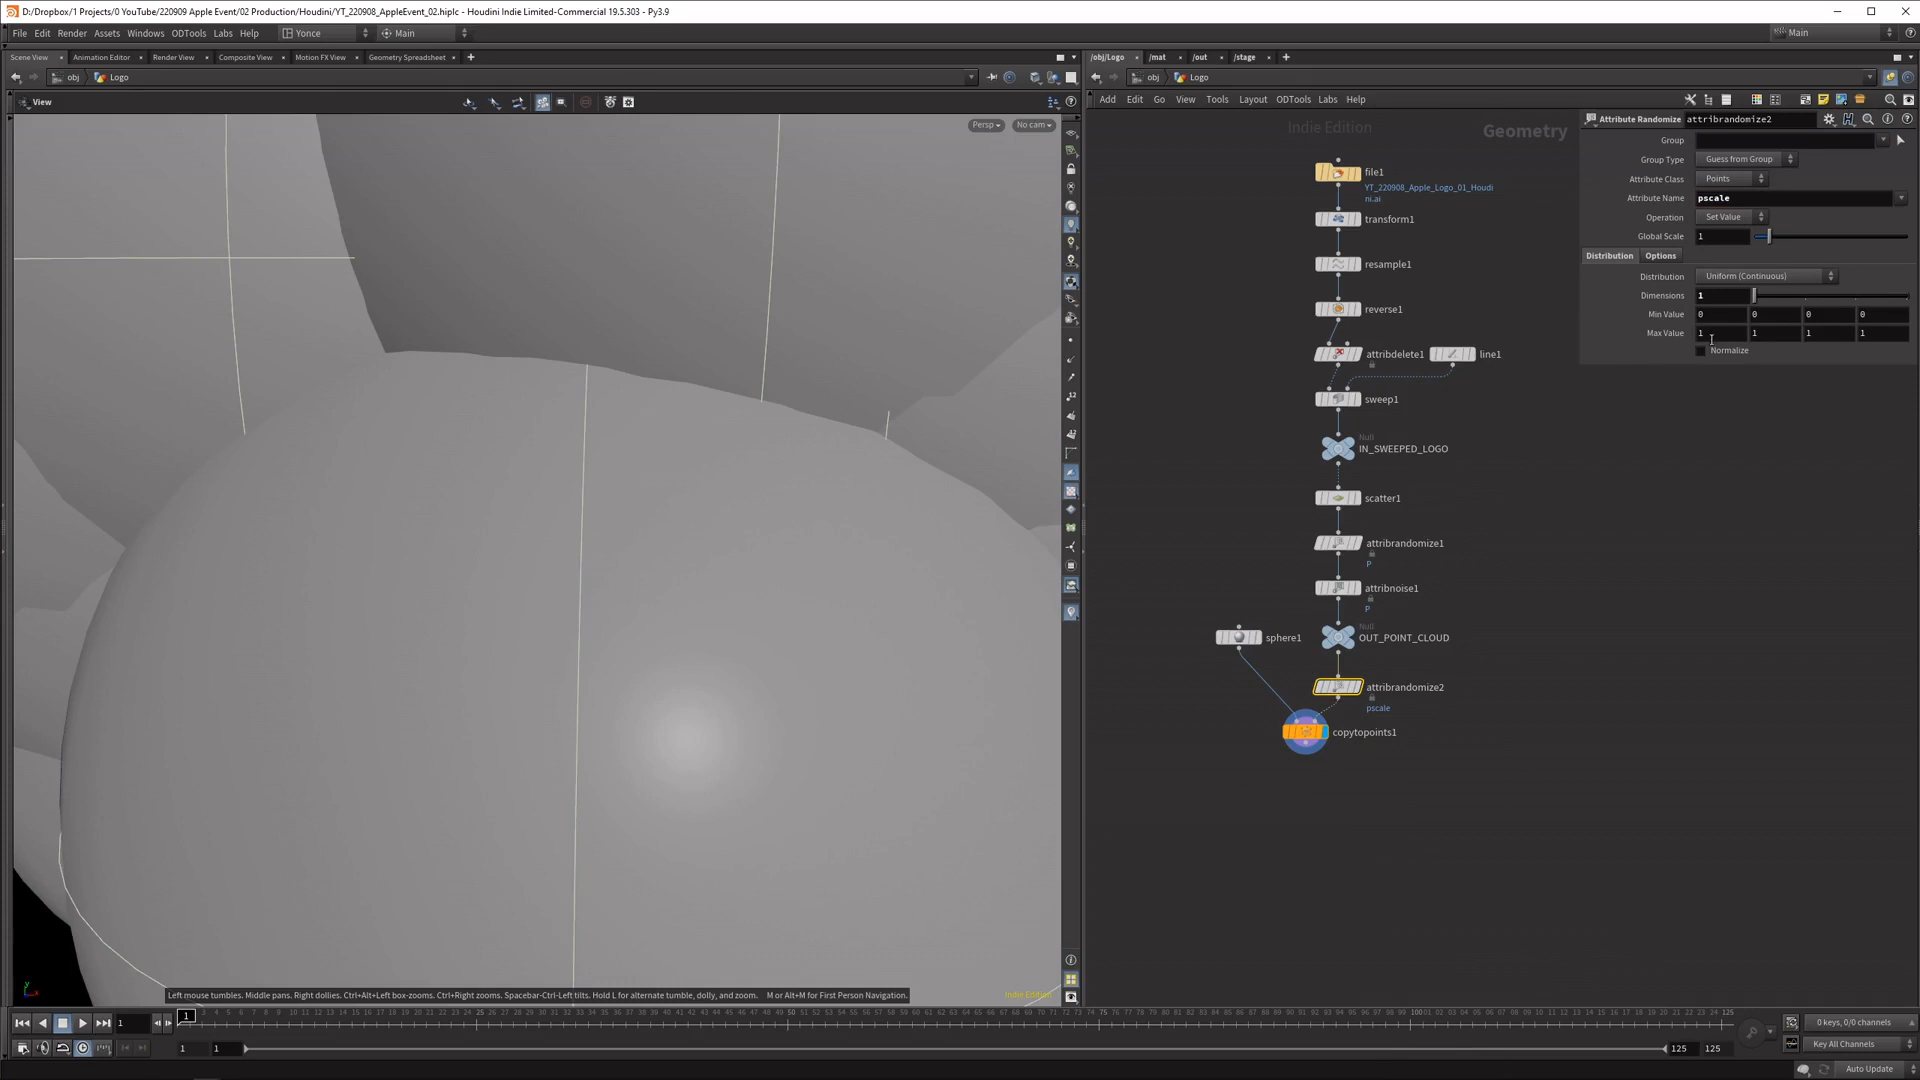 D:/Dropbox/1 Projects/0 YouTube/220909 Apple Event/02 Production/Houdini/YT_220908_AppleEvent_02.hiplc - Houdini Indie Limited-Commercial 19.5.303 - Py3.9
File Edit Render Assets Windows ODTools Labs Help Yonce Main Main
Scene View Animation Editor Render View Composite View Motion FX View Geometry Spreadsheet
/obj/Logo /mat /out /stage
obj Logo
obj Logo
View
Add Edit Go View Tools Layout ODTools Labs Help
Persp No cam
Indie Edition
Geometry
Attribute Randomize attribrandomize2
Group
Group Type Guess from Group
Attribute Class Points
Attribute Name pscale
Operation Set Value
Global Scale 1
Distribution Options
Distribution Uniform (Continuous)
Dimensions 1
Min Value 0 0 0 0
Max Value 1 1 1 1
Normalize
file1
YT_220908_Apple_Logo_01_Houdi
ni.ai
transform1
resample1
reverse1
attribdelete1
line1
sweep1
Null
IN_SWEEPED_LOGO
scatter1
attribrandomize1
P
attribnoise1
P
sphere1
Null
OUT_POINT_CLOUD
attribrandomize2
pscale
copytopoints1
Left mouse tumbles. Middle pans. Right dollies. Ctrl+Alt+Left box-zooms. Ctrl+Right zooms. Spacebar-Ctrl-Left tilts. Hold L for alternate tumble, dolly, and zoom. M or Alt+M for First Person Navigation.
Indie Edition
1
1
1 1
125 125
0 keys, 0/0 channels
Key All Channels
Auto Update